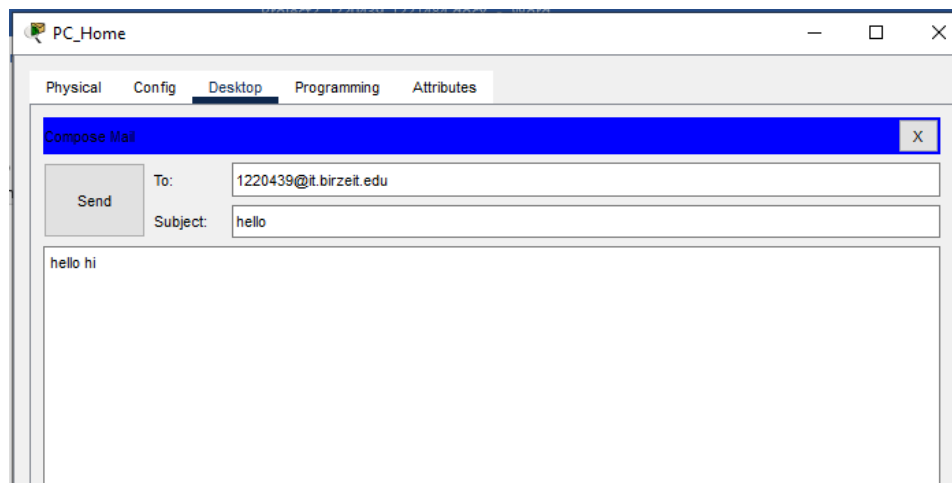 PC_Home
Physical Config Desktop Programming Attributes
Compose Mail
X
Send
To:
1220439@it.birzeit.edu
Subject:
hello
hello hi